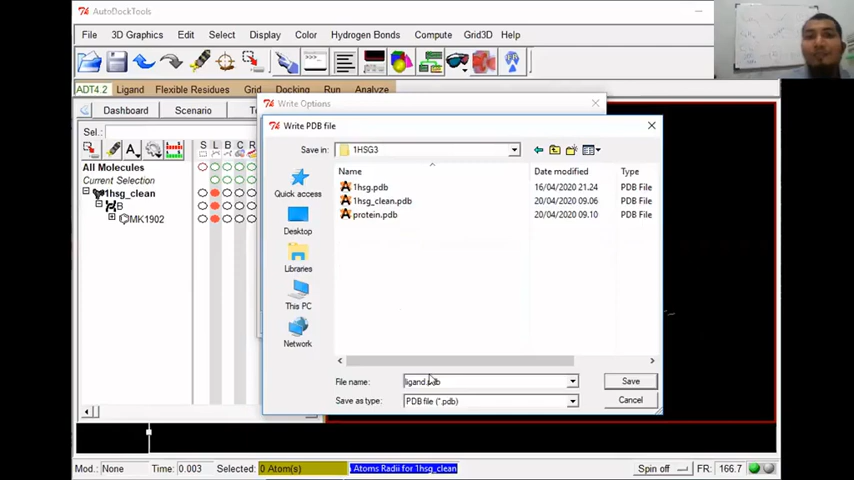 AutoDockTools
File 3D Graphics Edit Select Display Color Hydrogen Bonds Compute Grid3D Help
ADT4.2 Ligand Flexible Residues Grid Docking Run Analyze
Dashboard Scenario
Sel.:
S L B C R
All Molecules
Current Selection
1hsg_clean
B
MK1902
Write Options
Write PDB file
Save in: 1HSG3
Name Date modified Type
1hsg.pdb 16/04/2020 21.24 PDB File
1hsg_clean.pdb 20/04/2020 09.06 PDB File
protein.pdb 20/04/2020 09.10 PDB File
Quick access
Desktop
Libraries
This PC
Network
File name: ligand.pdb Save
Save as type: PDB file (*.pdb) Cancel
Mod.: None Time: 0.003 Selected: 0 Atom(s) Atoms Radii for 1hsg_clean Spin off FR: 166.7